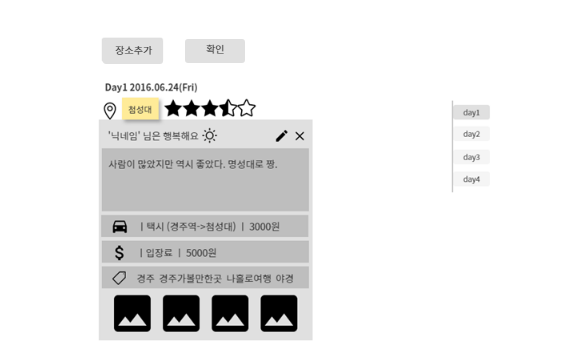 장소추가
확인
Day1 2016.06.24(Fri)
첨성대
'닉네임' 님은 행복해요
사람이 많았지만 역시 좋았다. 명성대로 짱.
| 택시 (경주역->첨성대) | 3000원
| 입장료 | 5000원
경주 경주가볼만한곳 나홀로여행 야경
day1
day2
day3
day4